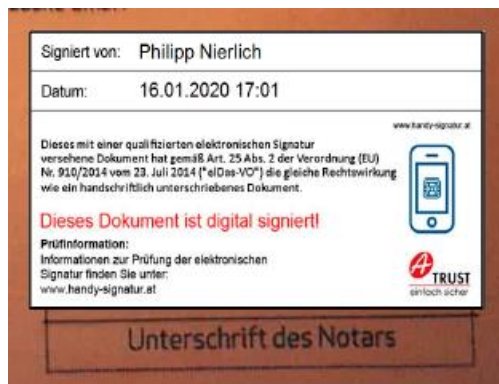 Signiert von: Philipp Nierlich
Datum: 16.01.2020 17:01
www.handy-signatur.at
Dieses mit einer qualifizierten elektronischen Signatur
versehene Dokument hat gemäß Art. 25 Abs. 2 der Verordnung (EU)
Nr. 910/2014 vom 23. Juli 2014 ("eIDas-VO") die gleiche Rechtswirkung
wie ein handschriftlich unterschriebenes Dokument.
Dieses Dokument ist digital signiert!
Prüfinformation:
Informationen zur Prüfung der elektronischen
Signatur finden Sie unter:
www.handy-signatur.at
A TRUST
einfach sicher
Unterschrift des Notars